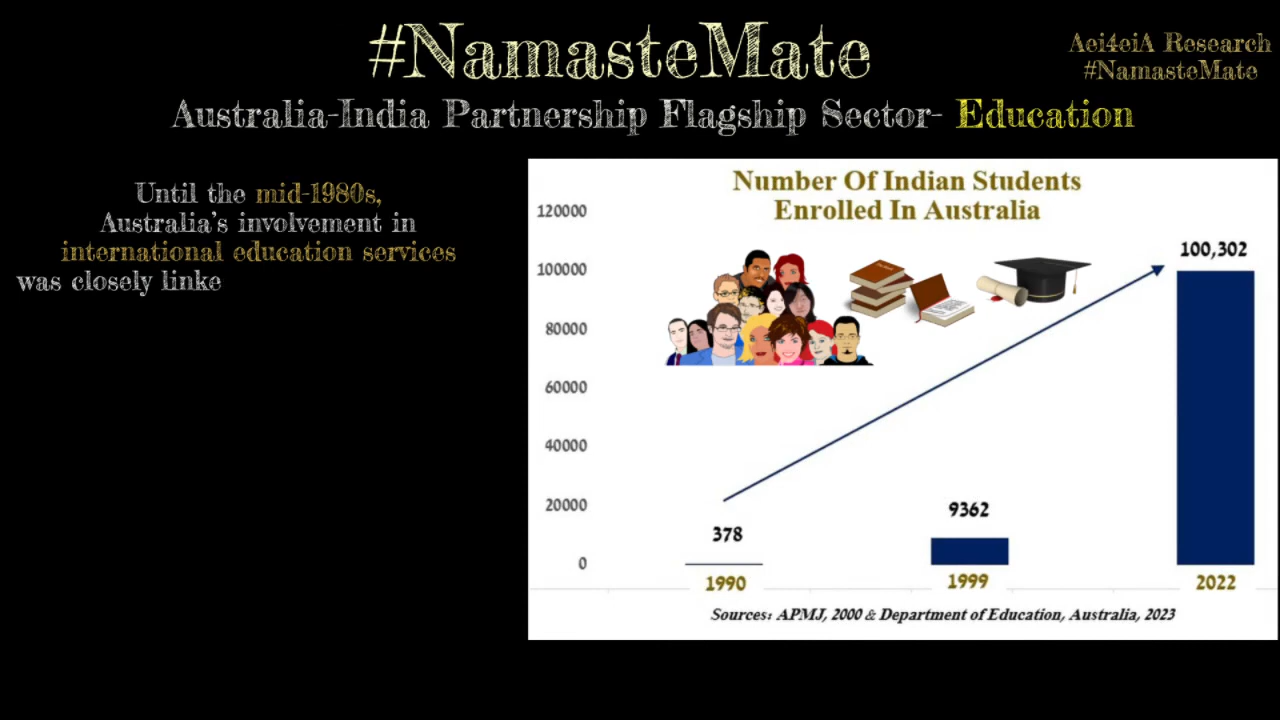 #NamasteMate
Aei4eiA Research
#NamasteMate
Australia-India Partnership Flagship Sector- Education
Until the mid-1980s,
Australia's involvement in
international education services
was closely linke
Number Of Indian Students
Enrolled In Australia
120000
100000
80000
60000
40000
20000
0
378
9362
100,302
1990
1999
2022
Sources: APMJ, 2000 & Department of Education, Australia, 2023